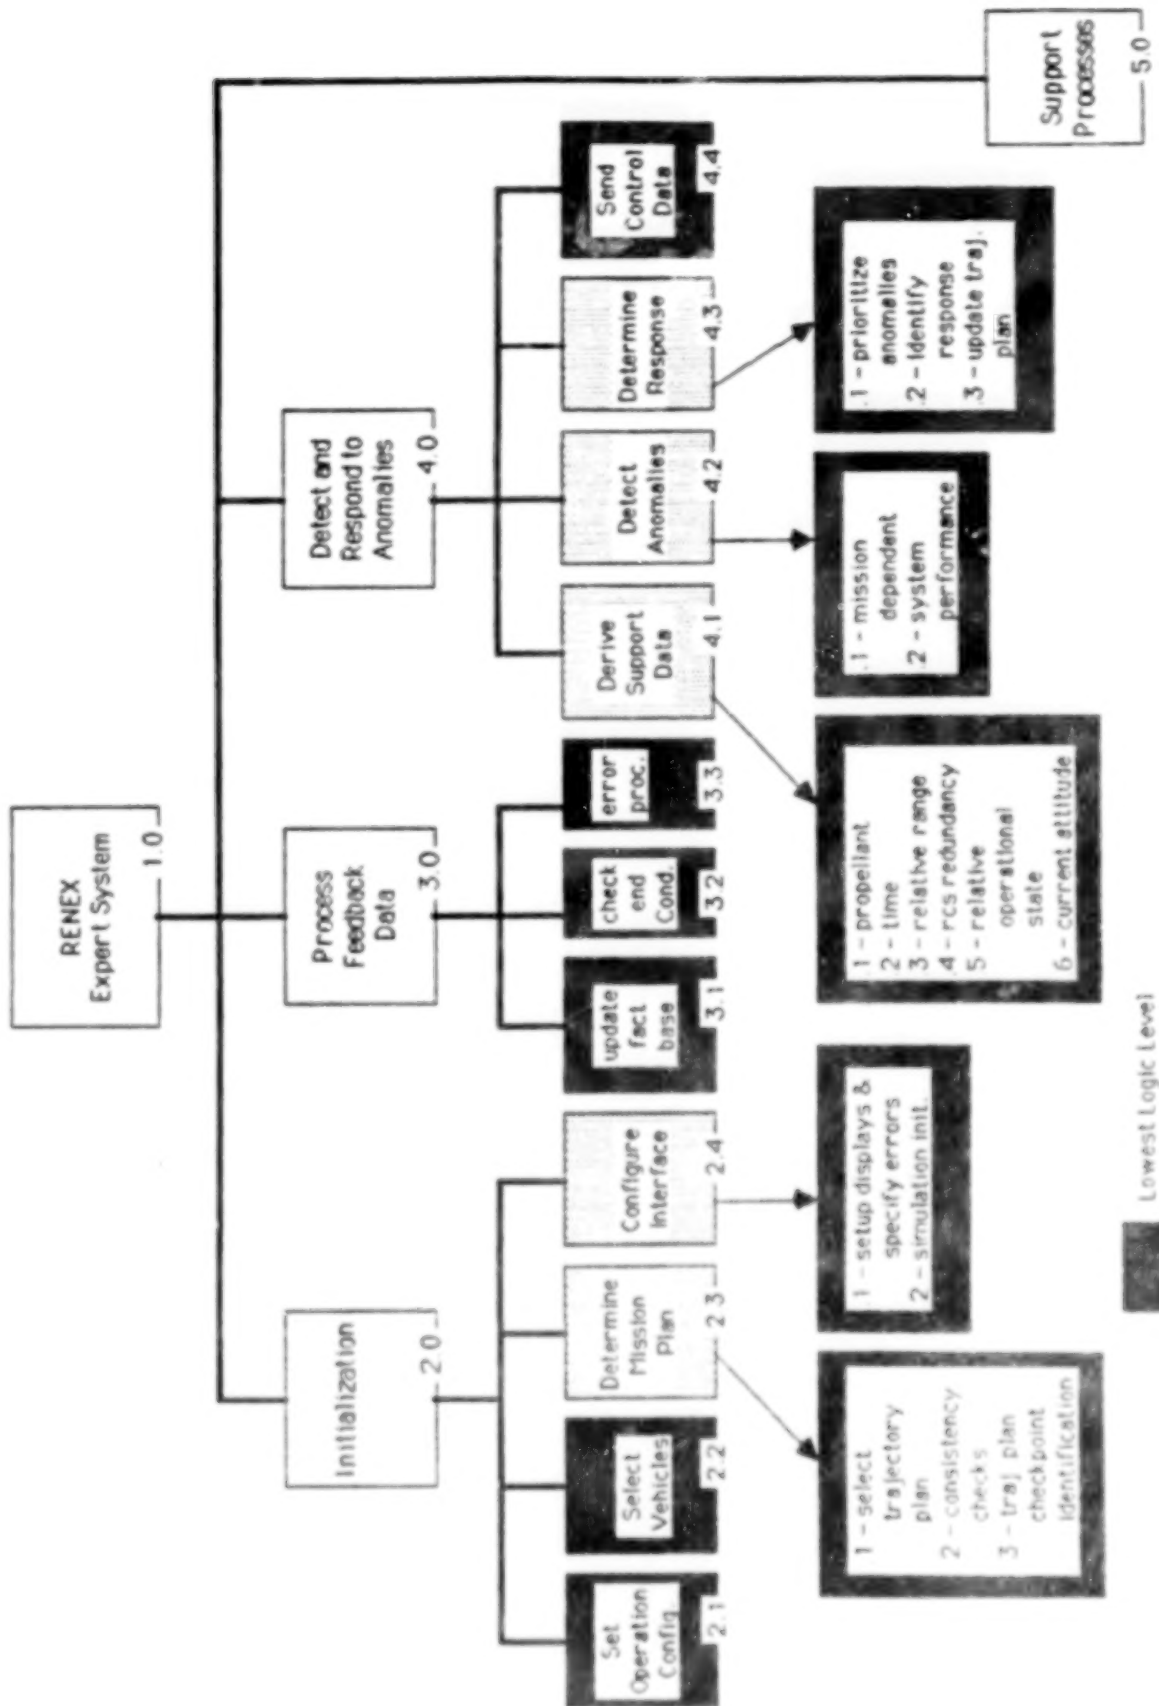 RENEX
Expert System
1.0
Initialization
2.0
Process
Feedback
Data
3.0
Detect and
Respond to
Anomalies
4.0
Support
Processes
5.0
Set
Operation
Config.
2.1
Select
Vehicles
2.2
Determine
Mission
Plan
2.3
Configure
Interface
2.4
update
fact
base
3.1
check
end
Cond.
3.2
error
proc.
3.3
Derive
Support
Data
4.1
Detect
Anomalies
4.2
Determine
Response
4.3
Send
Control
Data
4.4
1 - select
trajectory
plan
2 - consistency
checks
3 - traj plan
checkpoint
identification
1 - setup displays &
specify errors
2 - simulation init.
.1 - propellant
.2 - time
3 - relative range
.4 - rcs redundancy
5 - relative
operational
state
6 - current attitude
.1 - mission
dependent
.2 - system
performance
.1 - prioritize
anomalies
.2 - Identify
response
.3 - update traj.
plan
Lowest Logic Level